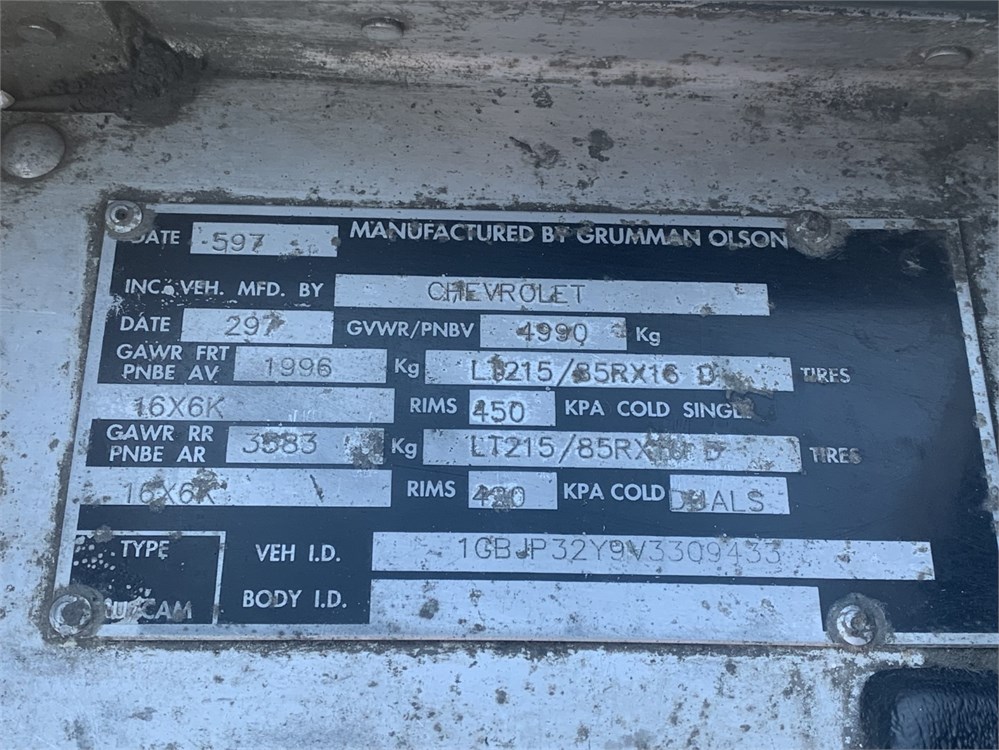 DATE 597 MANUFACTURED BY GRUMMAN OLSON
INC. VEH. MFD. BY CHEVROLET
DATE 297 GVWR/PNBV 4990 Kg
GAWR FRT
PNBE AV 1996 Kg LT215/85RX16 D TIRES
16X6K RIMS 450 KPA COLD SINGLE
GAWR RR
PNBE AR 3583 Kg LT215/85RX16 D TIRES
16X6K RIMS KPA COLD DUALS
TYPE VEH I.D. 1GBJP32Y9V3309433
BODY I.D.